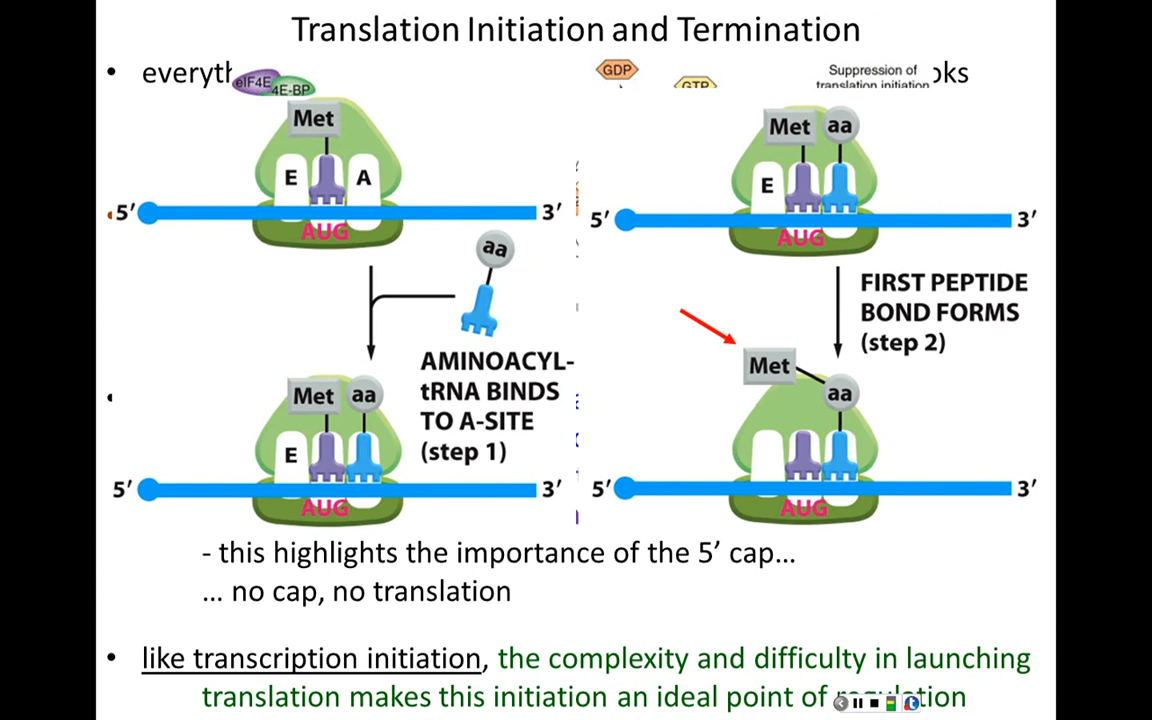 Translation Initiation and Termination
• everyth
eIF4E
4E-BP
GDP
GTP
Suppression of
translation initiation
oks
Met
E
A
5′
3′
AUG
aa
AMINOACYL-
tRNA BINDS
TO A-SITE
(step 1)
Met
aa
E
5′
3′
AUG
Met
aa
E
5′
3′
AUG
FIRST PEPTIDE
BOND FORMS
(step 2)
Met
aa
5′
3′
AUG
- this highlights the importance of the 5′ cap...
... no cap, no translation
• like transcription initiation, the complexity and difficulty in launching
translation makes this initiation an ideal point of regulation